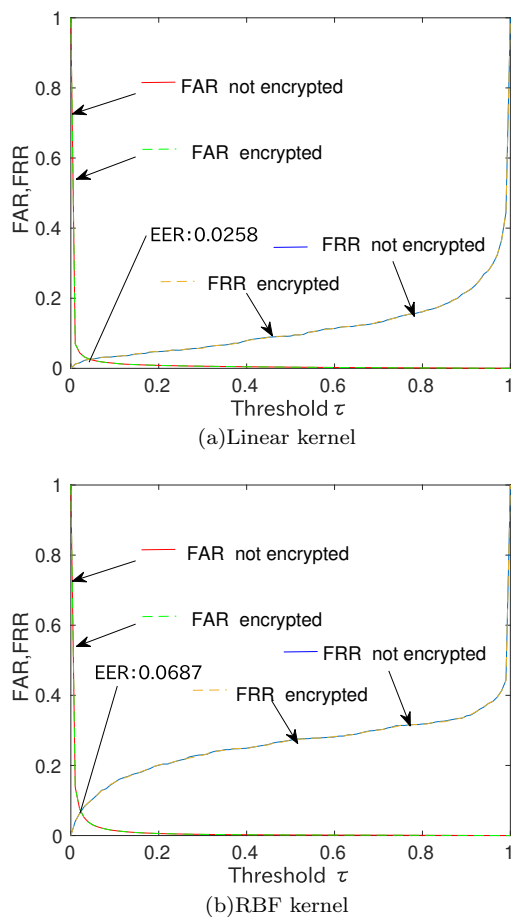 1
FAR not encrypted
0.8
FAR encrypted
0.6
FAR,FRR
EER:0.0258
0.4
FRR not encrypted
FRR encrypted
0.2
0
0 0.2 0.4 0.6 0.8 1
Threshold τ
(a)Linear kernel
1
FAR not encrypted
0.8
FAR encrypted
0.6
FAR,FRR
EER:0.0687
FRR not encrypted
0.4
FRR encrypted
0.2
0
0 0.2 0.4 0.6 0.8 1
Threshold τ
(b)RBF kernel